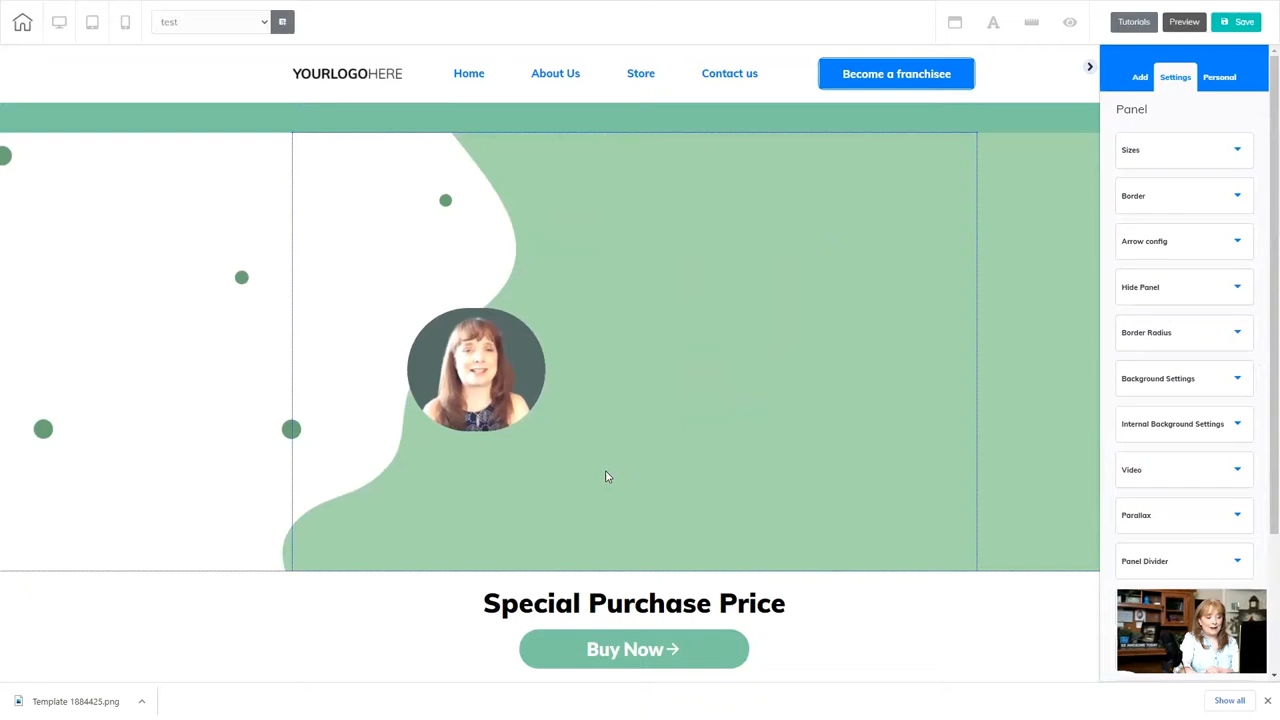 test
Tutorials
Preview
Save
YOURLOGOHERE
Home
About Us
Store
Contact us
Become a franchisee
Add
Settings
Personal
Panel
Sizes
Border
Arrow config
Hide Panel
Border Radius
Background Settings
Internal Background Settings
Video
Parallax
Panel Divider
Special Purchase Price
Buy Now→
Template 1884425.png
Show all